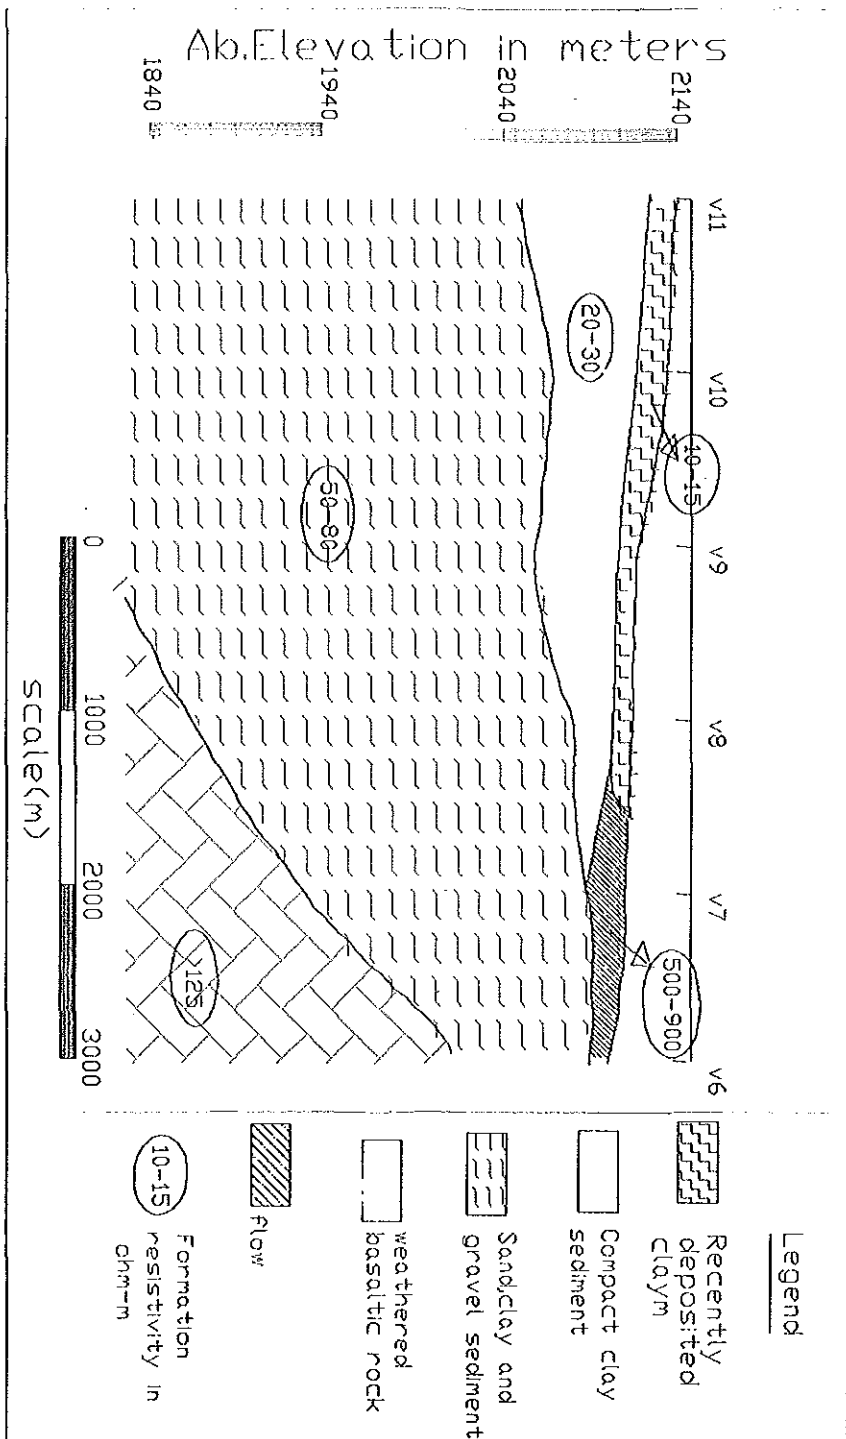 Ab.Elevation in meters
2140
2040
1940
1840
v11
v10
v9
v8
v7
v6
20-30
10-15
50-80
500-900
>125
0
1000
2000
3000
scale(m)
Legend
Recently
deposited
claym
Compact clay
sediment
Sand,clay and
gravel sediment
weathered
basaltic rock
flow
10-15
Formation
resistivity in
ohm-m